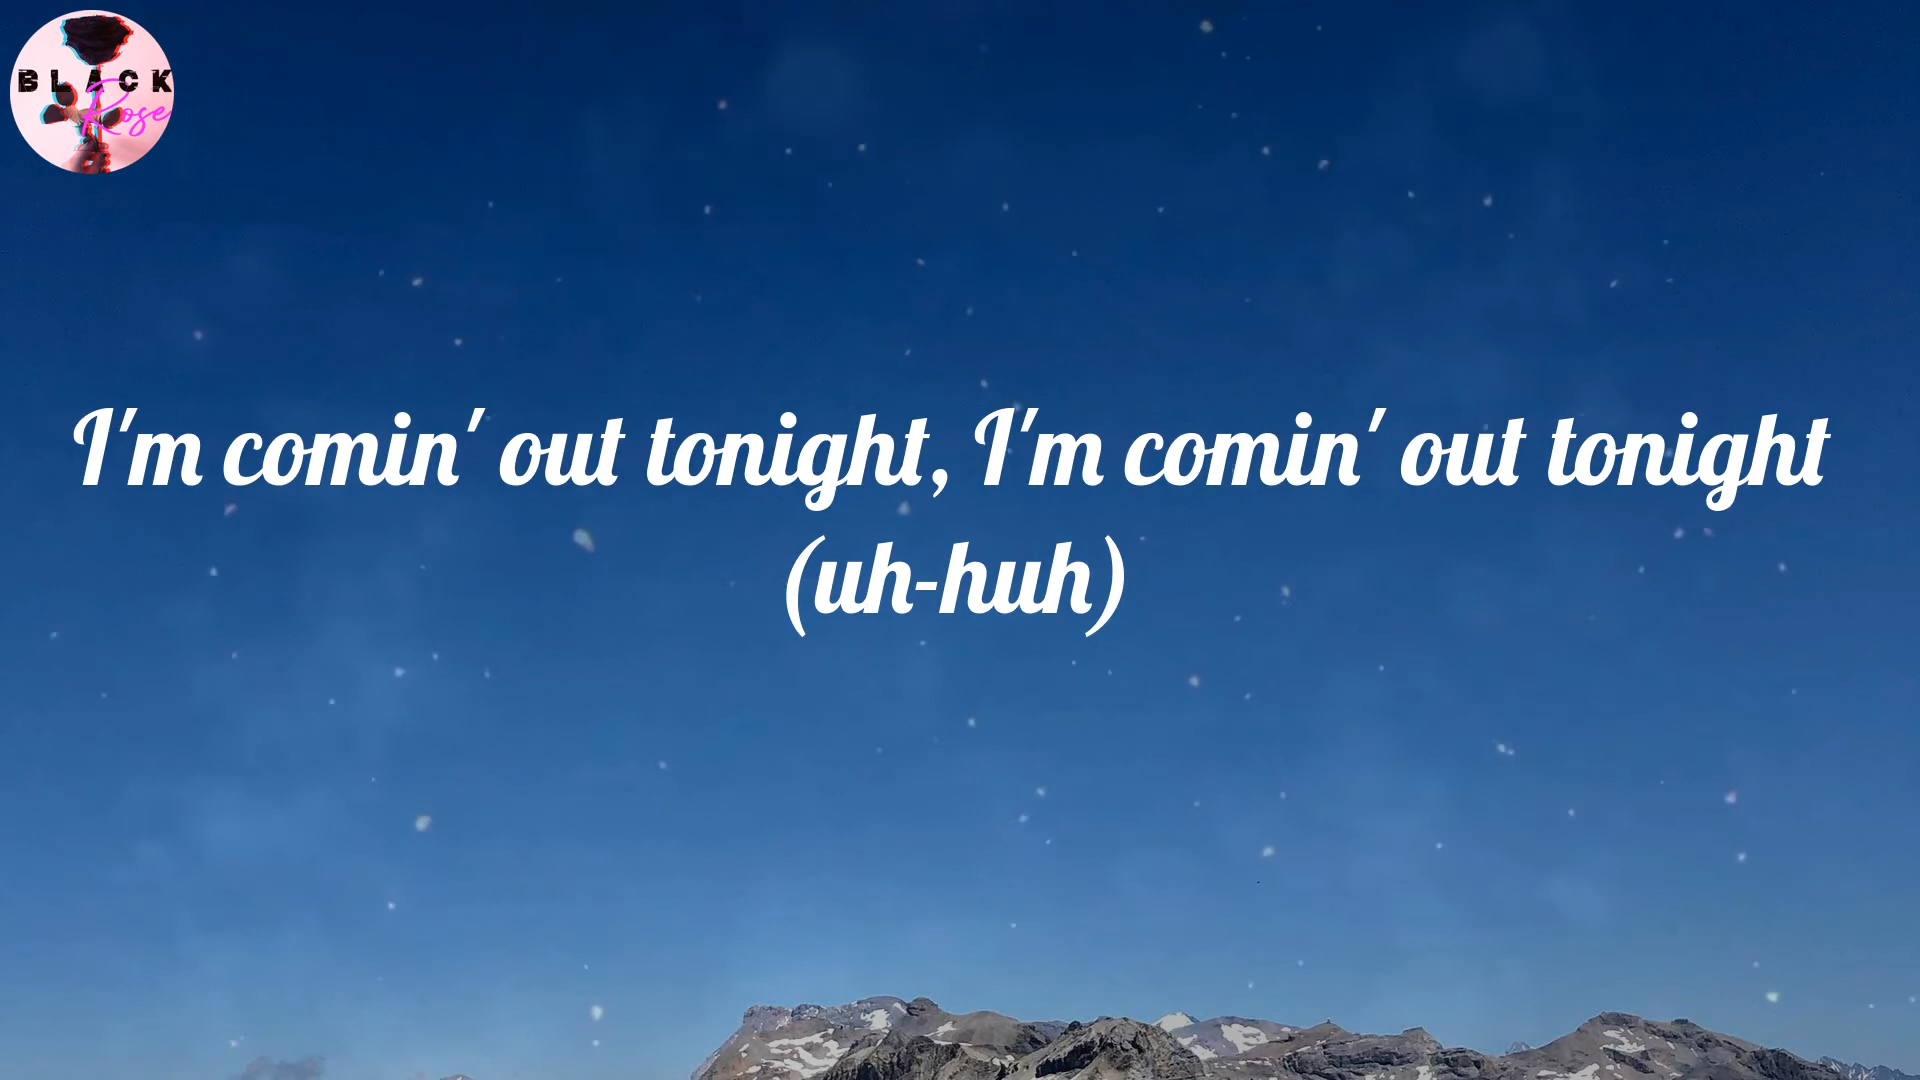 BLACK
Rose
I'm comin' out tonight, I'm comin' out tonight
(uh-huh)